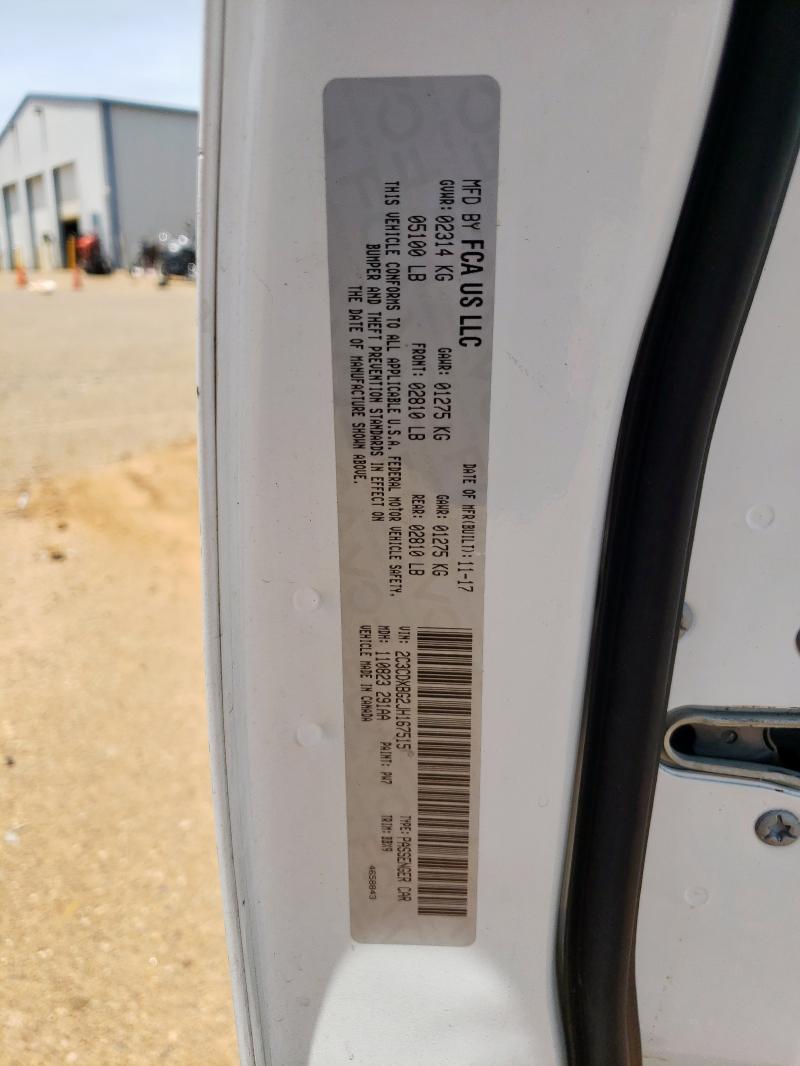 MFD BY FCA US LLC
DATE OF MFR(BUILT): 11-17
GVWR: 02314 KG GAWR: 01275 KG GAWR: 01275 KG
05100 LB FRONT: 02810 LB REAR: 02810 LB
THIS VEHICLE CONFORMS TO ALL APPLICABLE U.S.A. FEDERAL MOTOR VEHICLE SAFETY,
BUMPER AND THEFT PREVENTION STANDARDS IN EFFECT ON
THE DATE OF MANUFACTURE SHOWN ABOVE.
VIN: 2C3CDXBG2JH167515 TYPE: PASSENGER CAR
MDH: 110823 291AA PAINT: PW7 TRIM:
VEHICLE MADE IN CANADA
4658843